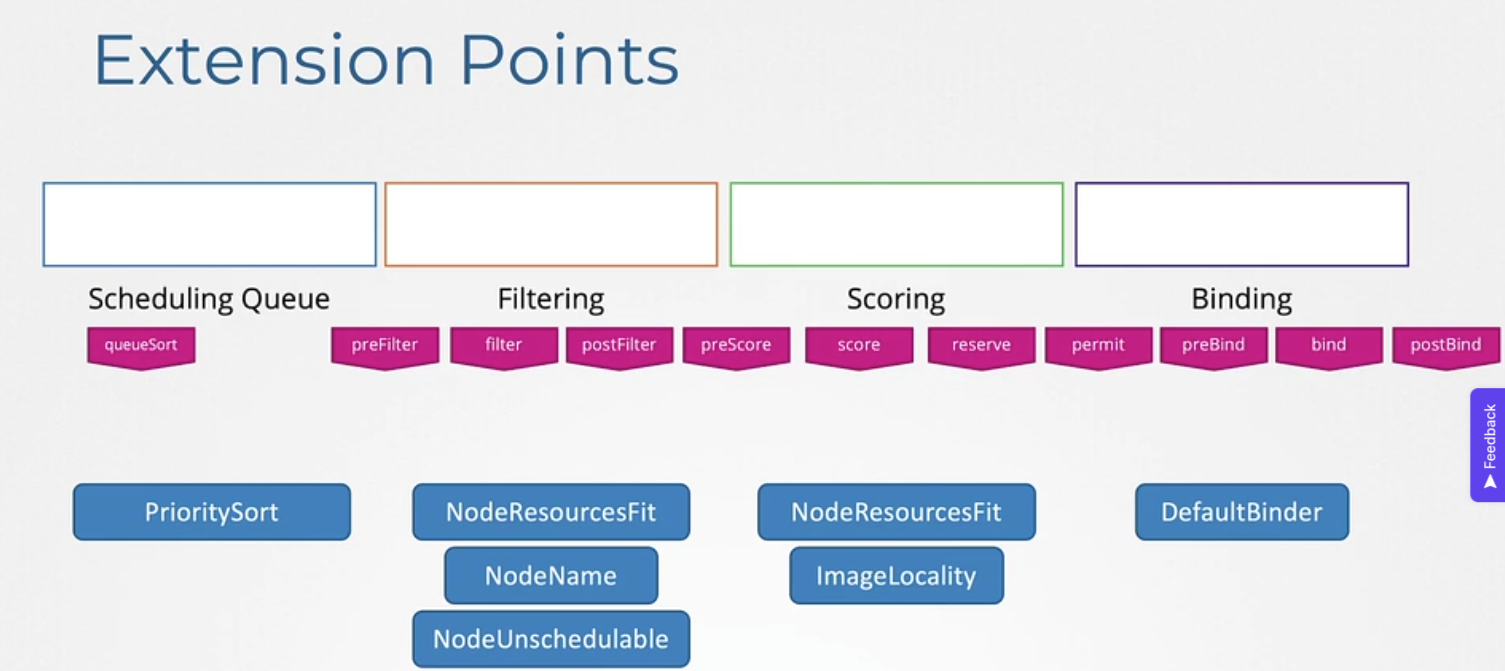 Extension Points
Scheduling Queue
Filtering
Scoring
Binding
queueSort
preFilter
filter
postFilter
preScore
score
reserve
permit
preBind
bind
postBind
Feedback
PrioritySort
NodeResourcesFit
NodeResourcesFit
DefaultBinder
NodeName
ImageLocality
NodeUnschedulable